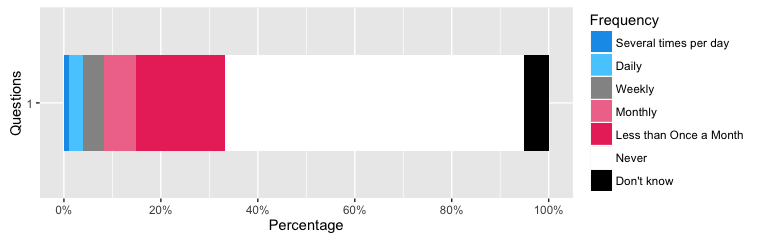 Frequency
Several times per day
Daily
Weekly
Monthly
Less than Once a Month
Never
Don't know
Questions
1
0%
20%
40%
60%
80%
100%
Percentage